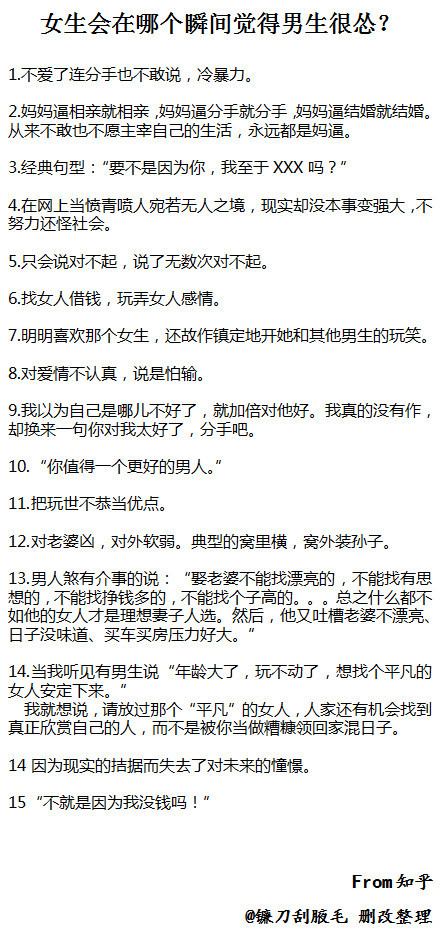 女生会在哪个瞬间觉得男生很怂？
1.不爱了连分手也不敢说，冷暴力。
2.妈妈逼相亲就相亲，妈妈逼分手就分手，妈妈逼结婚就结婚。
从来不敢也不愿主宰自己的生活，永远都是妈逼。
3.经典句型：“要不是因为你，我至于 XXX 吗？”
4.在网上当愤青喷人宛若无人之境，现实却没本事变强大，不
努力还怪社会。
5.只会说对不起，说了无数次对不起。
6.找女人借钱，玩弄女人感情。
7.明明喜欢那个女生，还故作镇定地开她和其他男生的玩笑。
8.对爱情不认真，说是怕输。
9.我以为自己是哪儿不好了，就加倍对他好。我真的没有作，
却换来一句你对我太好了，分手吧。
10.“你值得一个更好的男人。”
11.把玩世不恭当优点。
12.对老婆凶，对外软弱。典型的窝里横，窝外装孙子。
13.男人煞有介事的说：“娶老婆不能找漂亮的，不能找有思
想的，不能找挣钱多的，不能找个子高的。。。总之什么都不
如他的女人才是理想妻子人选。然后，他又吐槽老婆不漂亮、
日子没味道、买车买房压力好大。“
14.当我听见有男生说“年龄大了，玩不动了，想找个平凡的
女人安定下来。”
我就想说，请放过那个“平凡”的女人，人家还有机会找到
真正欣赏自己的人，而不是被你当做糟糠领回家混日子。
14 因为现实的拮据而失去了对未来的憧憬。
15“不就是因为我没钱吗！”
From 知乎
@镰刀刮腋毛 删改整理